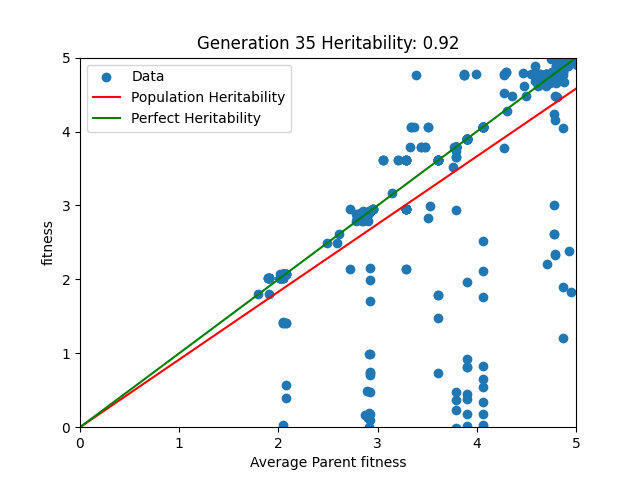 Generation 35 Heritability: 0.92
Data
Population Heritability
Perfect Heritability
fitness
5
4
3
2
1
0
0 1 2 3 4 5
Average Parent fitness